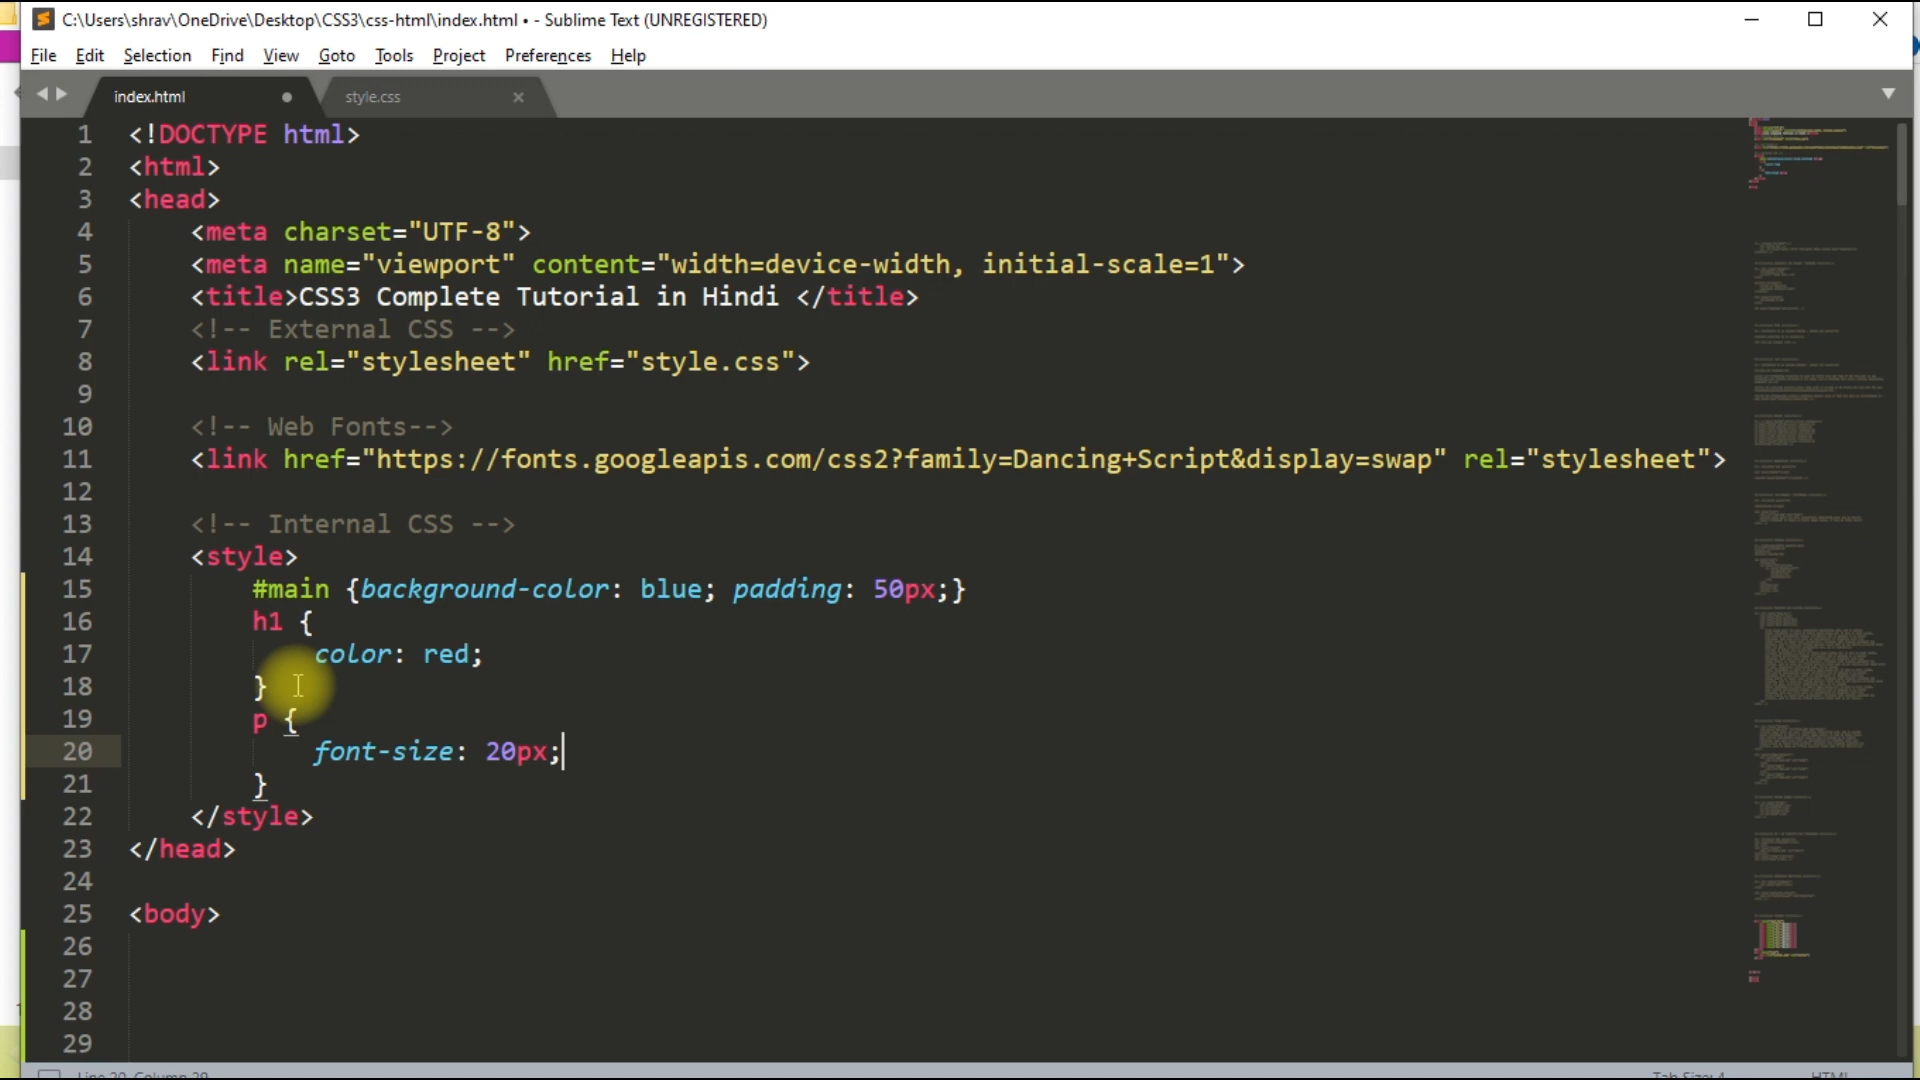 C:\Users\shrav\OneDrive\Desktop\CSS3\css-html\index.html • - Sublime Text (UNREGISTERED)
File Edit Selection Find View Goto Tools Project Preferences Help
index.html style.css
1 <!DOCTYPE html>
2 <html>
3 <head>
4 <meta charset="UTF-8">
5 <meta name="viewport" content="width=device-width, initial-scale=1">
6 <title>CSS3 Complete Tutorial in Hindi </title>
7 <!-- External CSS -->
8 <link rel="stylesheet" href="style.css">
9
10 <!-- Web Fonts-->
11 <link href="https://fonts.googleapis.com/css2?family=Dancing+Script&display=swap" rel="stylesheet">
12
13 <!-- Internal CSS -->
14 <style>
15 #main {background-color: blue; padding: 50px;}
16 h1 {
17 color: red;
18 }
19 p {
20 font-size: 20px;
21 }
22 </style>
23 </head>
24
25 <body>
26
27
28
29